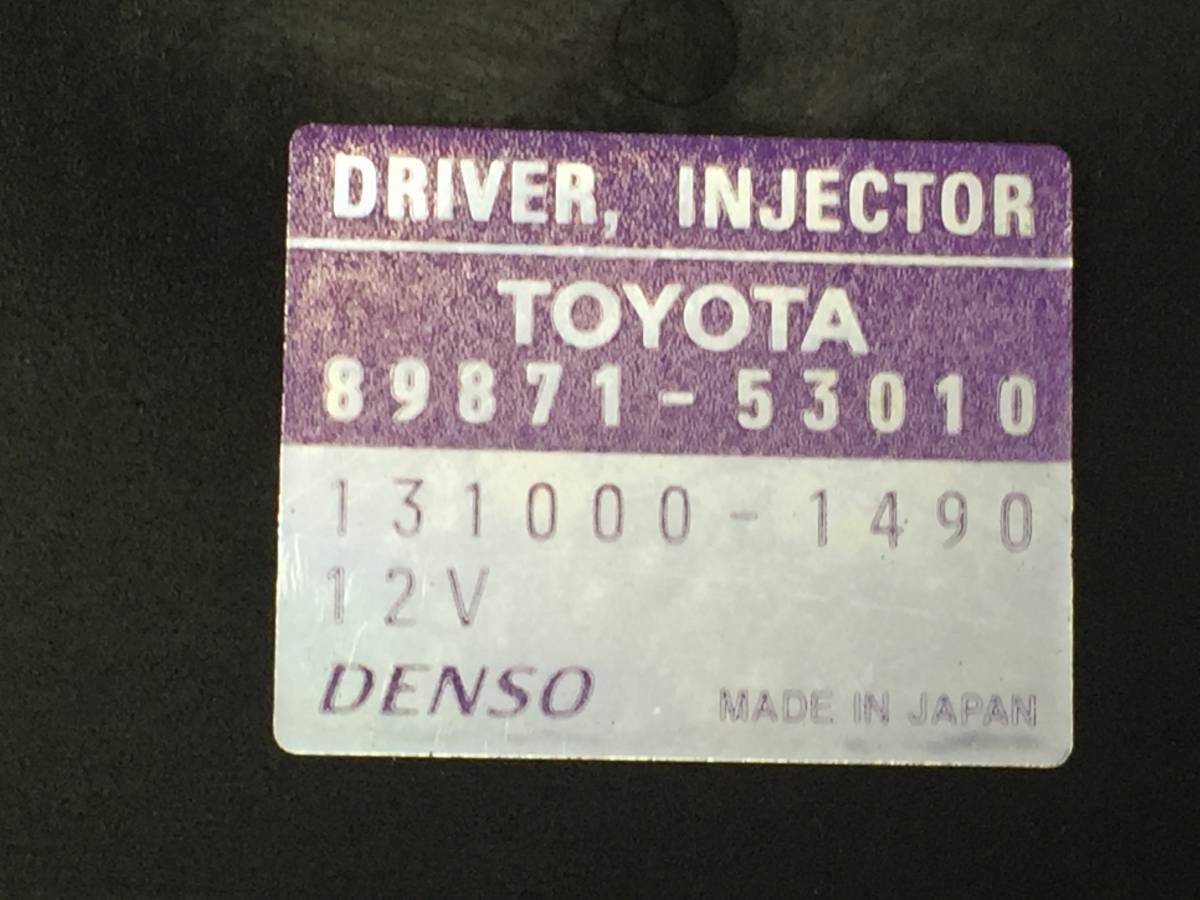 DRIVER, INJECTOR
TOYOTA
89871-53010
131000-1490
12V
DENSO MADE IN JAPAN